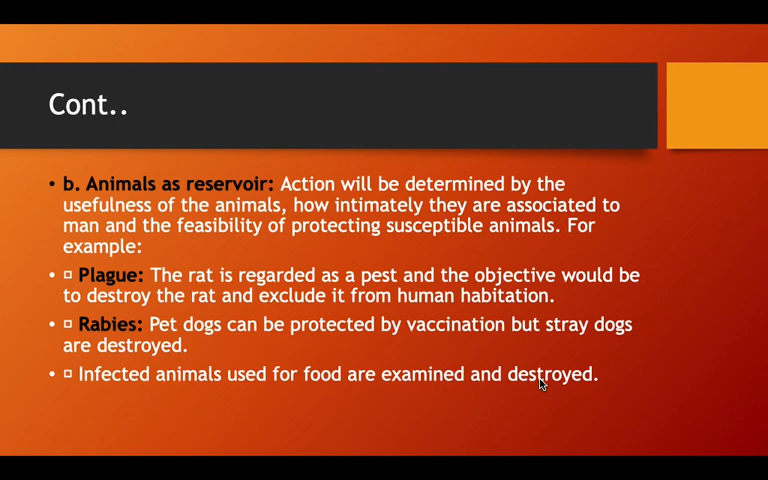 Cont..
• b. Animals as reservoir: Action will be determined by the
usefulness of the animals, how intimately they are associated to
man and the feasibility of protecting susceptible animals. For
example:
• □ Plague: The rat is regarded as a pest and the objective would be
to destroy the rat and exclude it from human habitation.
• □ Rabies: Pet dogs can be protected by vaccination but stray dogs
are destroyed.
• □ Infected animals used for food are examined and destroyed.